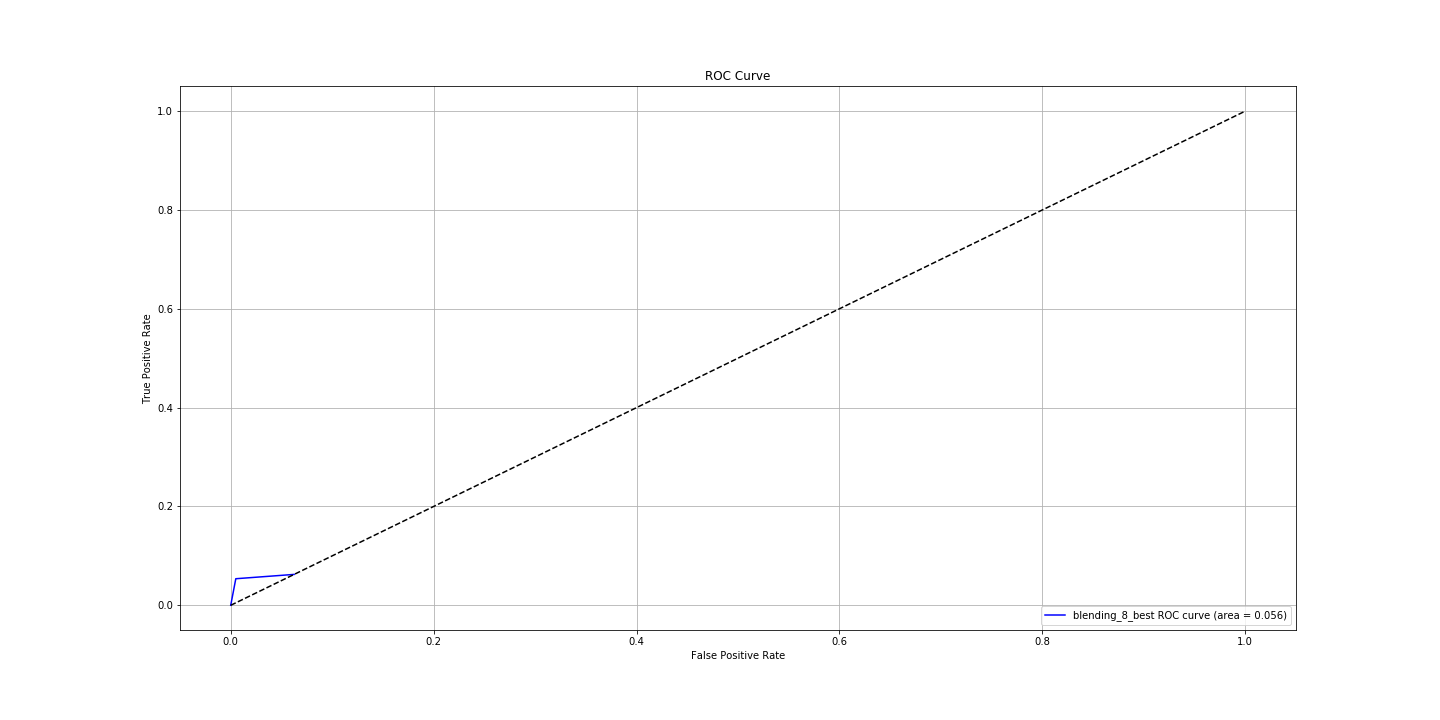 ROC Curve
1.0
0.8
0.6
0.4
0.2
0.0
True Positive Rate
0.0 0.2 0.4 0.6 0.8 1.0
False Positive Rate
blending_8_best ROC curve (area = 0.056)